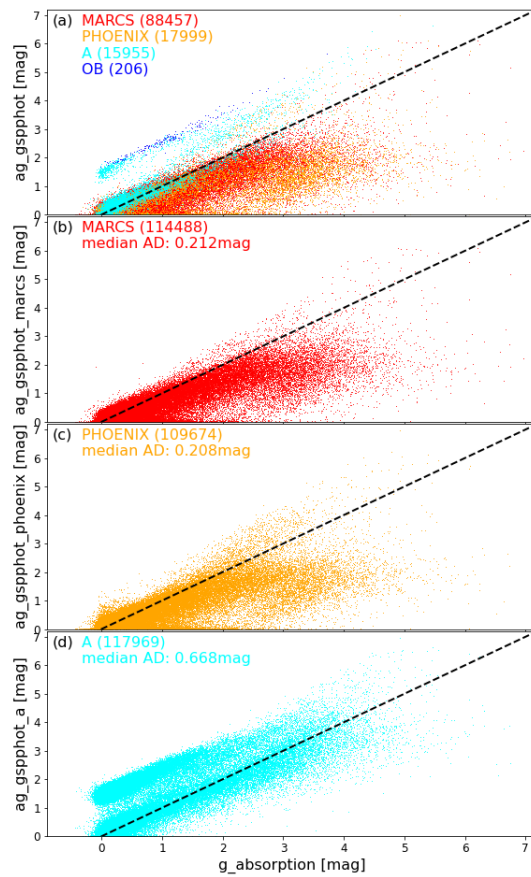 (a) MARCS (88457)
PHOENIX (17999)
A (15955)
OB (206)
ag_gspphot [mag]
7
6
5
4
3
2
1
0
(b) MARCS (114488)
median AD: 0.212mag
ag_gspphot_marcs [mag]
7
6
5
4
3
2
1
0
(c) PHOENIX (109674)
median AD: 0.208mag
ag_gspphot_phoenix [mag]
7
6
5
4
3
2
1
0
(d) A (117969)
median AD: 0.668mag
ag_gspphot_a [mag]
7
6
5
4
3
2
1
0
0 1 2 3 4 5 6 7
g_absorption [mag]